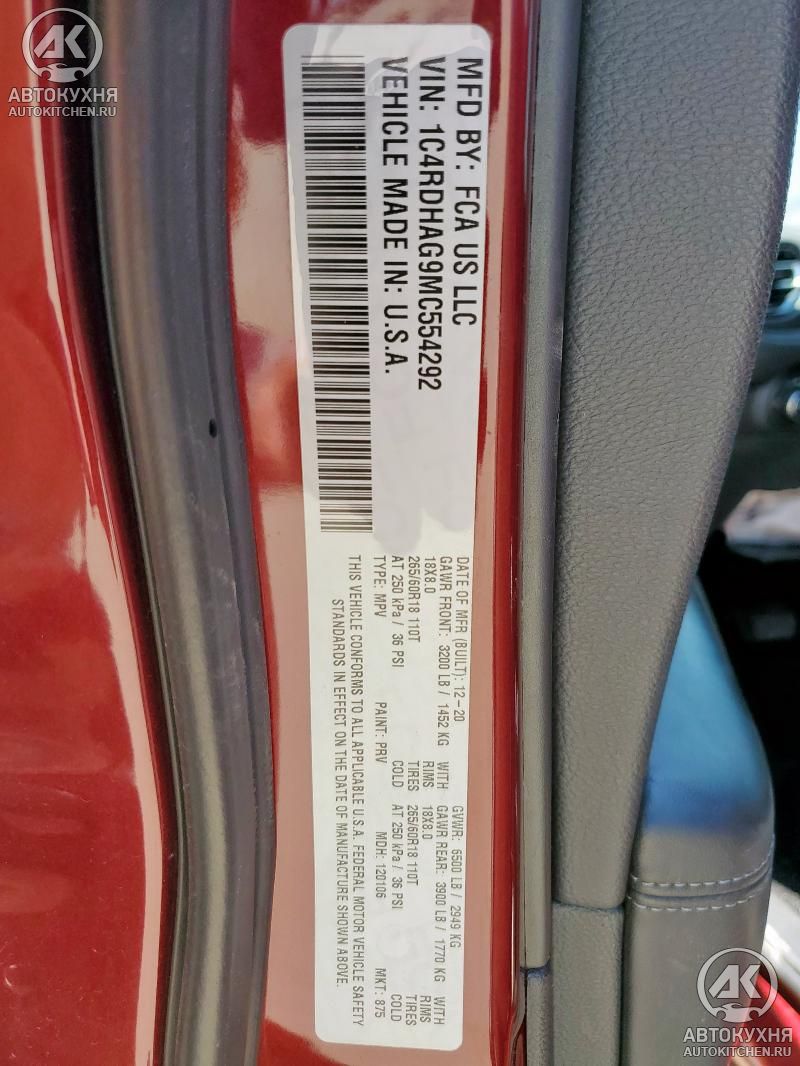 АК
АВТОКУХНЯ
AUTOKITCHEN.RU
MFD BY: FCA US LLC
VIN: 1C4RDHAG9MC554292
VEHICLE MADE IN: U.S.A.
DATE OF MFR (BUILT): 12-20 GVWR: 6500 LB / 2949 KG
GAWR FRONT: 3200 LB / 1452 KG WITH GAWR REAR: 3900 LB / 1770 KG WITH
18X8.0 RIMS 18X8.0 RIMS
265/60R18 110T TIRES 265/60R18 110T TIRES
AT 250 kPa / 36 PSI COLD AT 250 kPa / 36 PSI COLD
TYPE: MPV PAINT: PRV MDH: 120106 MKT: 875
THIS VEHICLE CONFORMS TO ALL APPLICABLE U.S.A. FEDERAL MOTOR VEHICLE SAFETY
STANDARDS IN EFFECT ON THE DATE OF MANUFACTURE SHOWN ABOVE.
АК
АВТОКУХНЯ
AUTOKITCHEN.RU